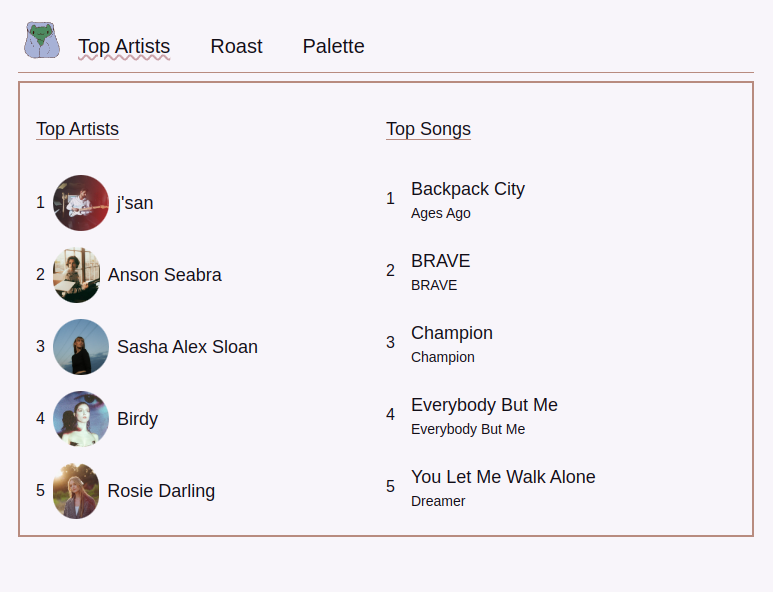 Top Artists Roast Palette
Top Artists
1 j'san
2 Anson Seabra
3 Sasha Alex Sloan
4 Birdy
5 Rosie Darling
Top Songs
1 Backpack City
Ages Ago
2 BRAVE
BRAVE
3 Champion
Champion
4 Everybody But Me
Everybody But Me
5 You Let Me Walk Alone
Dreamer